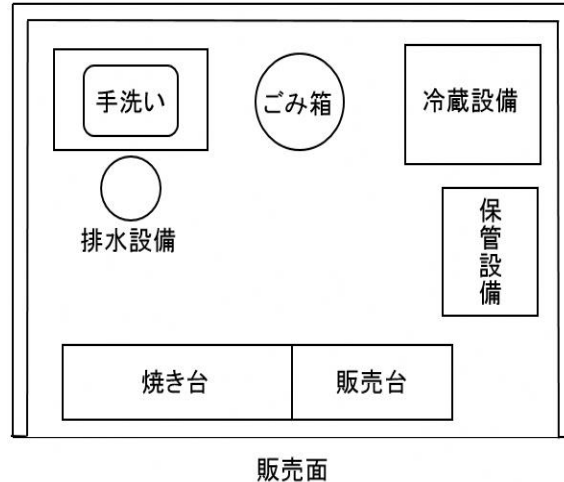 手洗い
ごみ箱
冷蔵設備
排水設備
保管設備
焼き台
販売台
販売面